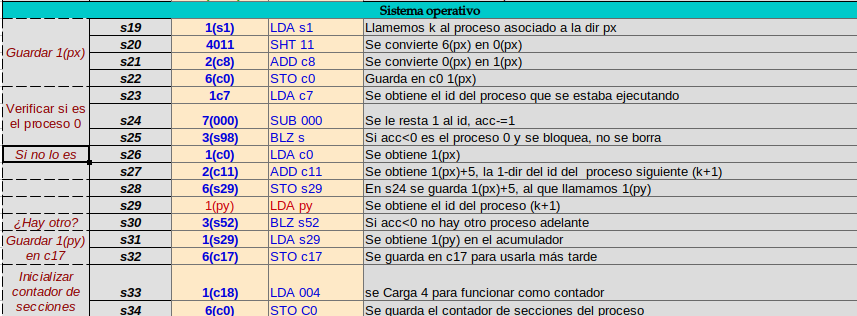 Sistema operativo
Guardar 1(px)
s19 1(s1) LDA s1 Llamemos k al proceso asociado a la dir px
s20 4011 SHT 11 Se convierte 6(px) en 0(px)
s21 2(c8) ADD c8 Se convierte 0(px) en 1(px)
s22 6(c0) STO c0 Guarda en c0 1(px)
Verificar si es
el proceso 0
s23 1c7 LDA c7 Se obtiene el id del proceso que se estaba ejecutando
s24 7(000) SUB 000 Se le resta 1 al id, acc-=1
s25 3(s98) BLZ s Si acc<0 es el proceso 0 y se bloquea, no se borra
Si no lo es s26 1(c0) LDA c0 Se obtiene 1(px)
s27 2(c11) ADD c11 Se obtiene 1(px)+5, la 1-dir del id del proceso siguiente (k+1)
s28 6(s29) STO s29 En s24 se guarda 1(px)+5, al que llamamos 1(py)
s29 1(py) LDA py Se obtiene el id del proceso (k+1)
¿Hay otro? s30 3(s52) BLZ s52 Si acc<0 no hay otro proceso adelante
Guardar 1(py)
en c17
s31 1(s29) LDA s29 Se obtiene 1(py) en el acumulador
s32 6(c17) STO c17 Se guarda en c17 para usarla más tarde
Inicializar
contador de
secciones
s33 1(c18) LDA 004 se Carga 4 para funcionar como contador
s34 6(c0) STO C0 Se guarda el contador de secciones del proceso